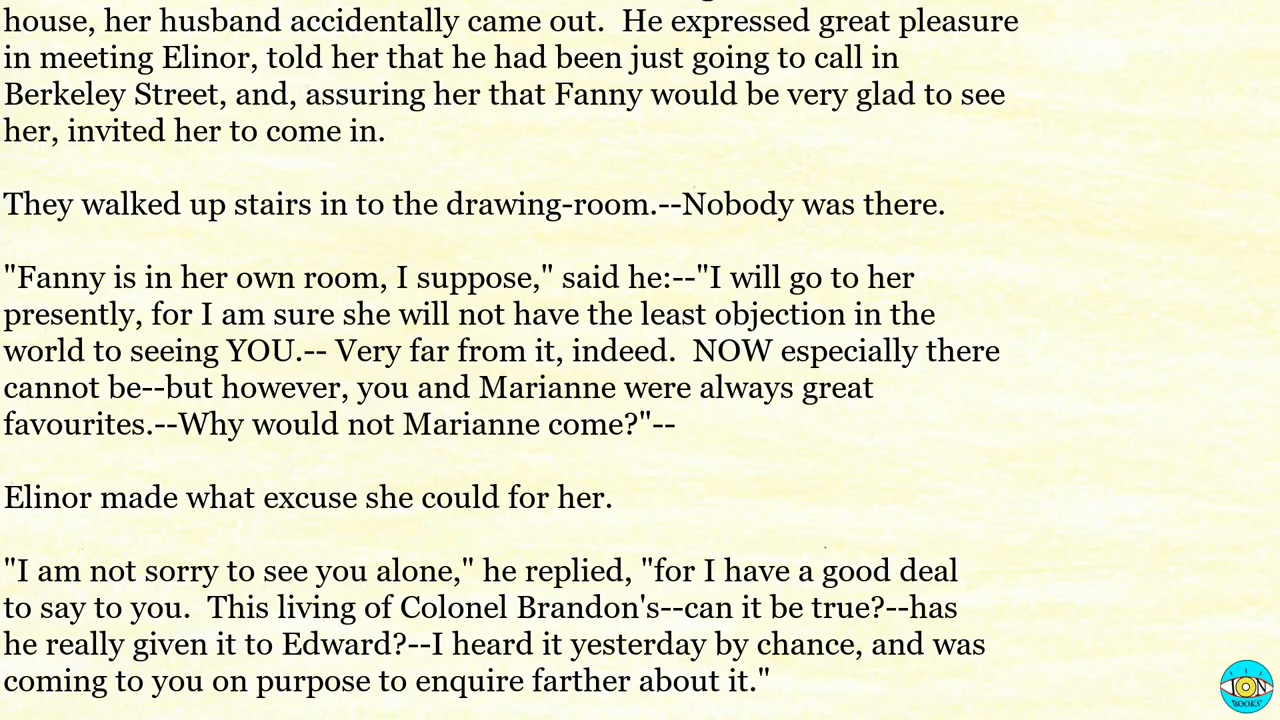 house, her husband accidentally came out.  He expressed great pleasure
in meeting Elinor, told her that he had been just going to call in
Berkeley Street, and, assuring her that Fanny would be very glad to see
her, invited her to come in.
They walked up stairs in to the drawing-room.--Nobody was there.
"Fanny is in her own room, I suppose," said he:--"I will go to her
presently, for I am sure she will not have the least objection in the
world to seeing YOU.-- Very far from it, indeed.  NOW especially there
cannot be--but however, you and Marianne were always great
favourites.--Why would not Marianne come?"--
Elinor made what excuse she could for her.
"I am not sorry to see you alone," he replied, "for I have a good deal
to say to you.  This living of Colonel Brandon's--can it be true?--has
he really given it to Edward?--I heard it yesterday by chance, and was
coming to you on purpose to enquire farther about it."
ION
BOOKS